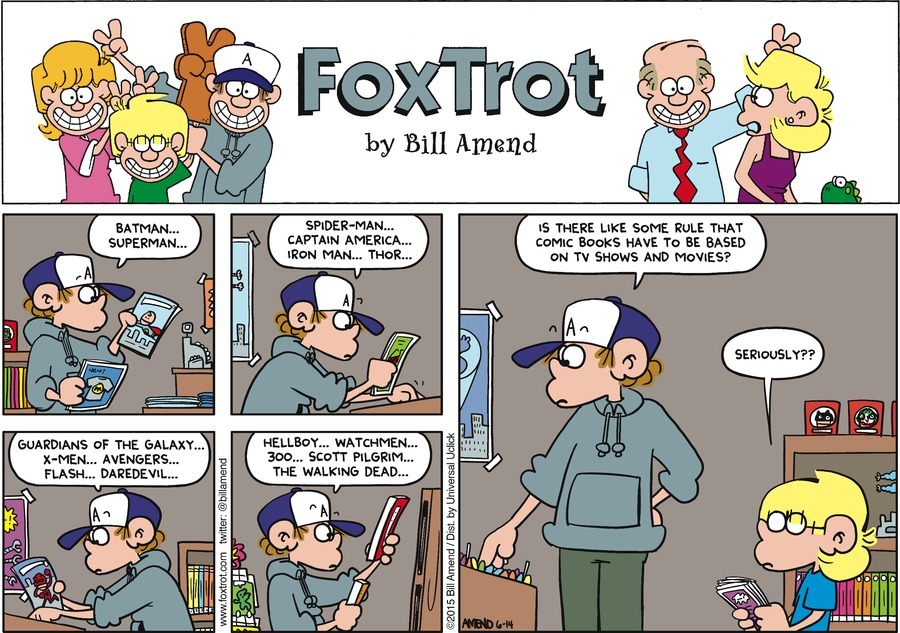 A
FOXTROT
by Bill Amend
BATMAN...
SUPERMAN...
A
NEW!
SPIDER-MAN...
CAPTAIN AMERICA...
IRON MAN... THOR...
A
IS THERE LIKE SOME RULE THAT
COMIC BOOKS HAVE TO BE BASED
ON TV SHOWS AND MOVIES?
A
SERIOUSLY??
GUARDIANS OF THE GALAXY...
X-MEN... AVENGERS...
FLASH... DAREDEVIL...
A
www.foxtrot.com twitter: @billamend
HELLBOY... WATCHMEN...
300... SCOTT PILGRIM...
THE WALKING DEAD...
A
©2015 Bill Amend / Dist. by Universal Uclick
AMEND 6-14